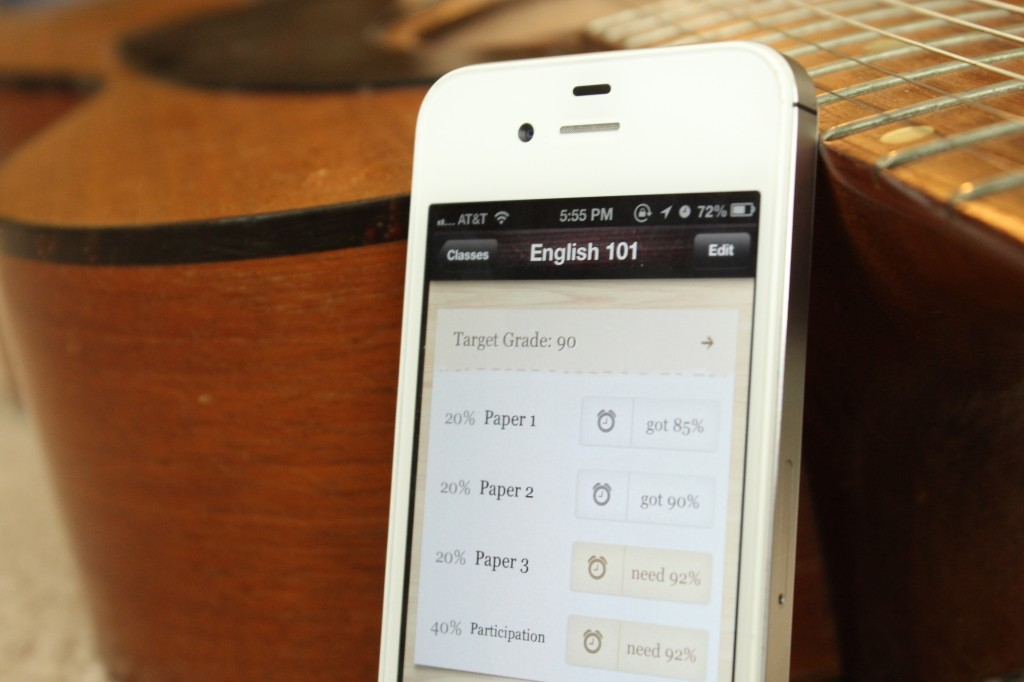 AT&T 5:55 PM 72%
Classes English 101 Edit
Target Grade: 90 →
20% Paper 1 got 85%
20% Paper 2 got 90%
20% Paper 3 need 92%
40% Participation need 92%